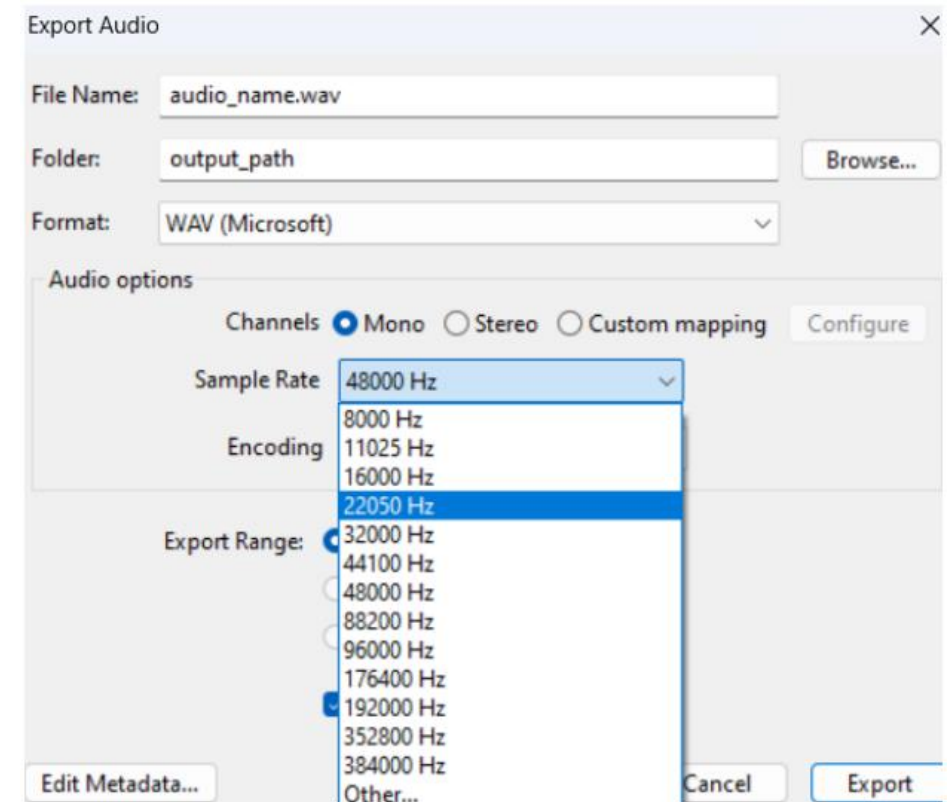 Export Audio
File Name: audio_name.wav
Folder: output_path Browse...
Format: WAV (Microsoft)
Audio options
Channels Mono Stereo Custom mapping Configure
Sample Rate 48000 Hz
8000 Hz
Encoding 11025 Hz
16000 Hz
22050 Hz
Export Range: 32000 Hz
44100 Hz
48000 Hz
88200 Hz
96000 Hz
176400 Hz
192000 Hz
352800 Hz
384000 Hz
Edit Metadata... Other... Cancel Export